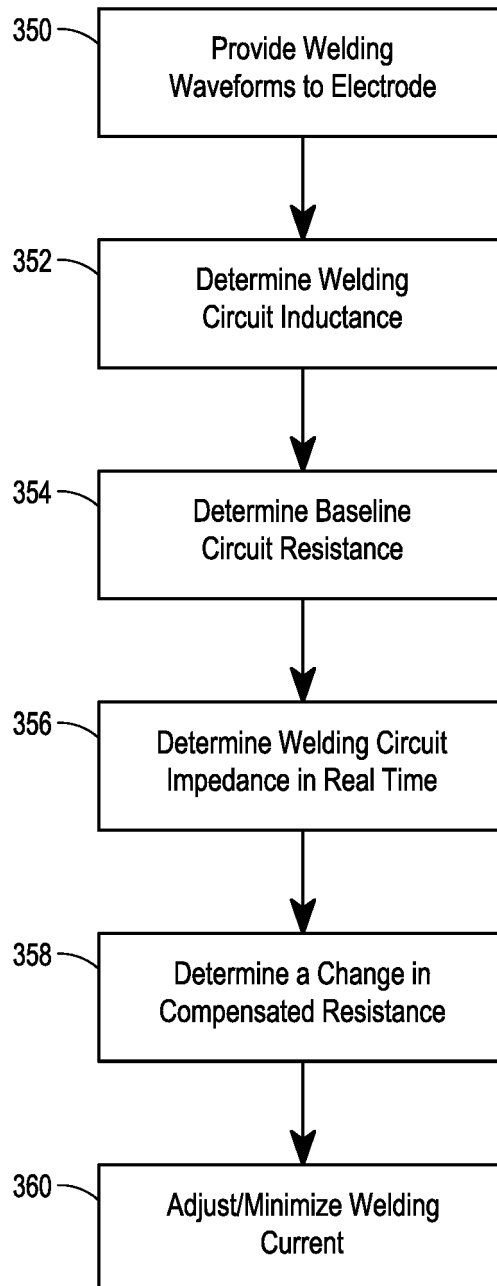 350
Provide Welding
Waveforms to Electrode
352
Determine Welding
Circuit Inductance
354
Determine Baseline
Circuit Resistance
356
Determine Welding Circuit
Impedance in Real Time
358
Determine a Change in
Compensated Resistance
360
Adjust/Minimize Welding
Current